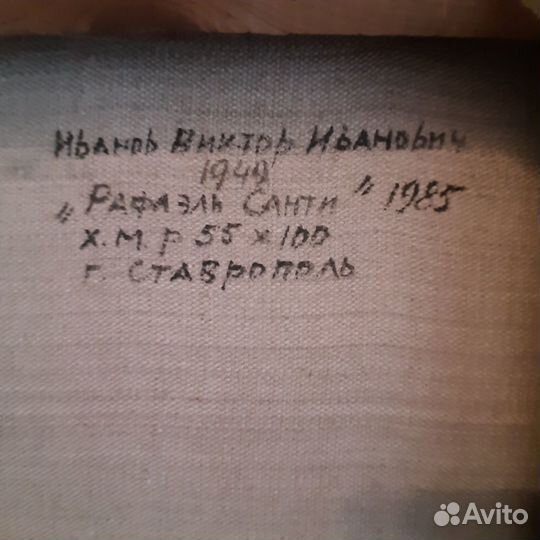 Иванов Виктор Иванович
1949
„Рафаэль Санти" 1985
х.м. р 55 х 100
г. Ставрополь
Avito